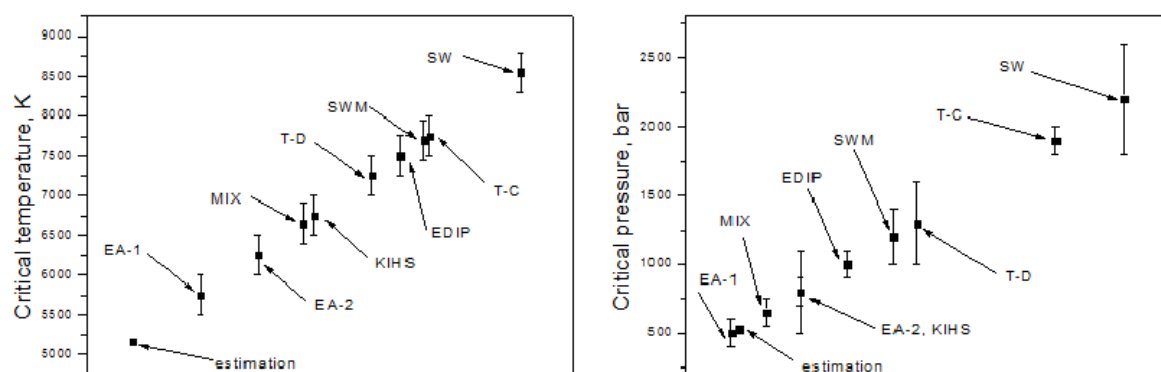 Critical temperature, K
9000
8500
8000
7500
7000
6500
6000
5500
5000
SW
SWM
T-D
T-C
MIX
EDIP
KIHS
EA-1
EA-2
estimation
Critical pressure, bar
2500
2000
1500
1000
500
SW
T-C
SWM
EDIP
MIX
T-D
EA-1
EA-2, KIHS
estimation